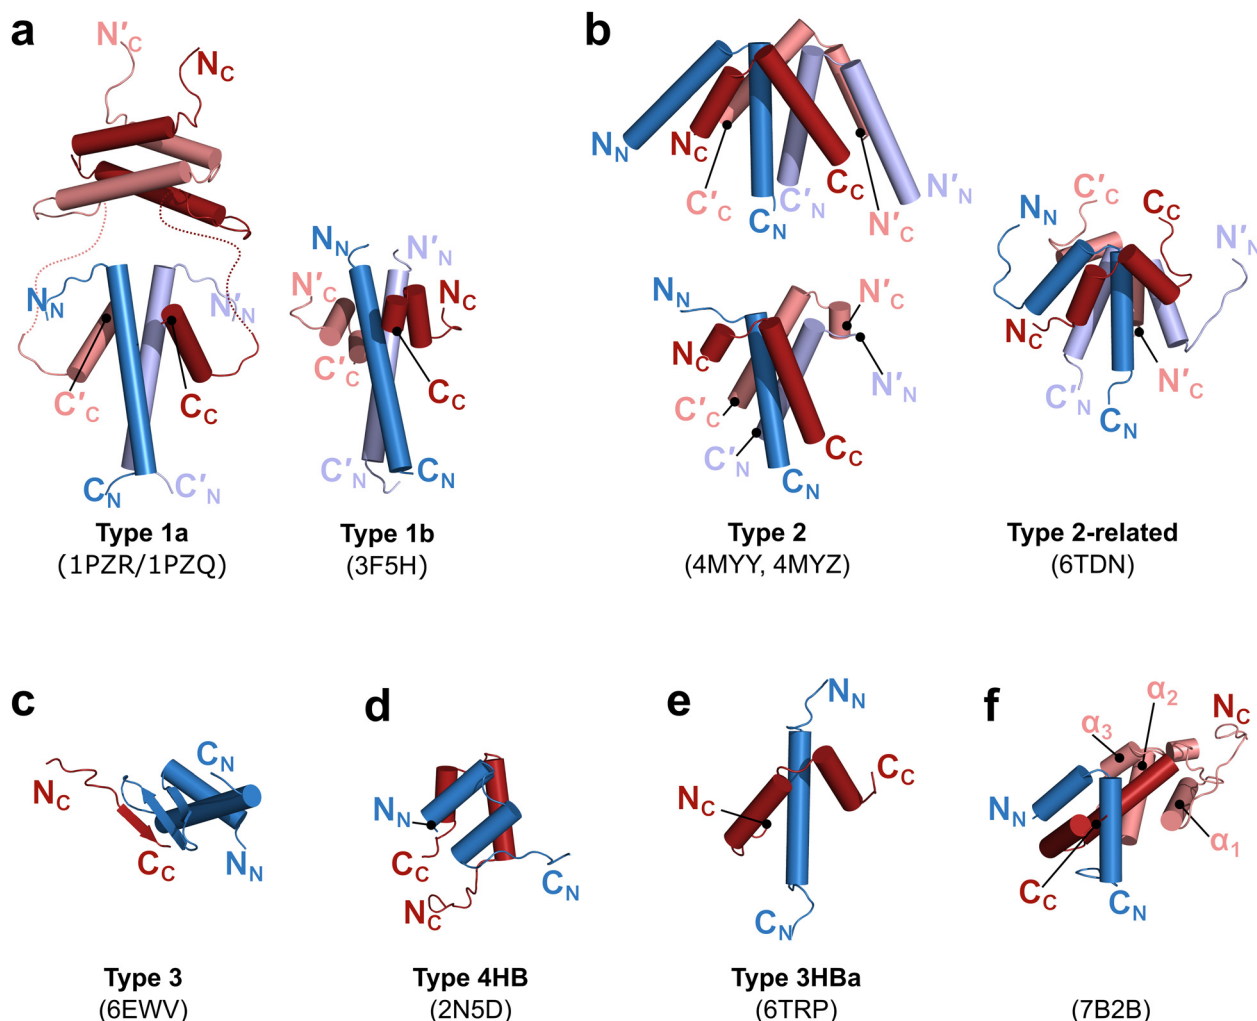 a
N′C
NC
NN
N′N
C′C
CC
CN
C′N
Type 1a
(1PZR/1PZQ)
NN
N′N
N′C
NC
C′C
CC
C′N
CN
Type 1b
(3F5H)
b
NN
NC
C′C
CN
C′N
CC
N′C
N′N
NN
N′C
NC
N′N
C′C
C′N
CC
CN
Type 2
(4MYY, 4MYZ)
NN
C′C
CC
N′N
NC
C′N
CN
N′C
Type 2-related
(6TDN)
c
NC
CN
CC
NN
Type 3
(6EWV)
d
NN
CC
NC
CN
Type 4HB
(2N5D)
e
NN
NC
CC
CN
Type 3HBa
(6TRP)
f
α2
α3
NC
NN
α1
CC
CN
(7B2B)